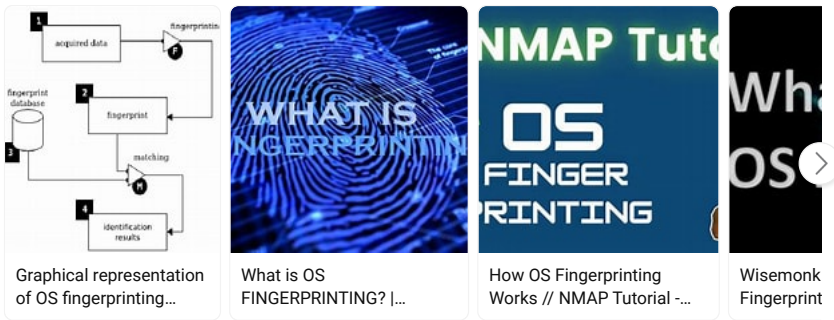 1
fingerprinting
acquired data
F
fingerprint
database
2
fingerprint
3
matching
M
4
identification
results
Graphical representation
of OS fingerprinting...
WHAT IS
NGERPRINTIN
What is OS
FINGERPRINTING? |...
NMAP Tuto
OS
FINGER
PRINTING
How OS Fingerprinting
Works // NMAP Tutorial -...
Wha
OS
Wisemonk
Fingerprint